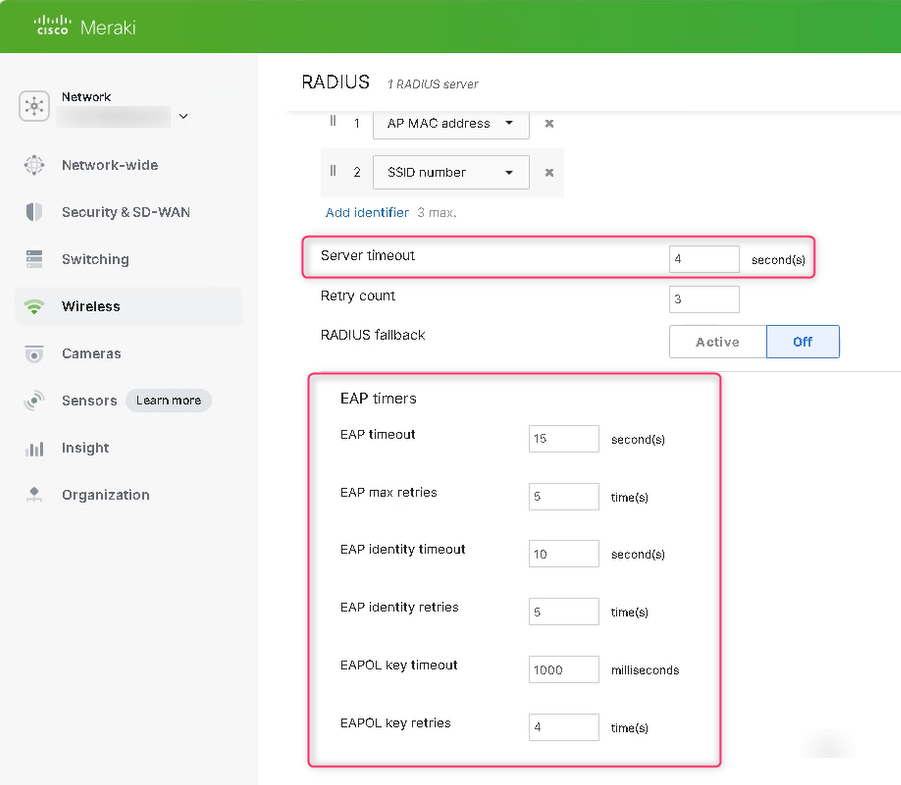 cisco Meraki
RADIUS 1 RADIUS server
Network
1 AP MAC address
Network-wide
2 SSID number
Security & SD-WAN
Add identifier 3 max.
Switching
Server timeout 4 second(s)
Wireless
Retry count 3
RADIUS fallback Active Off
Cameras
Sensors Learn more
Insight
Organization
EAP timers
EAP timeout 15 second(s)
EAP max retries 5 time(s)
EAP identity timeout 10 second(s)
EAP identity retries 5 time(s)
EAPOL key timeout 1000 milliseconds
EAPOL key retries 4 time(s)